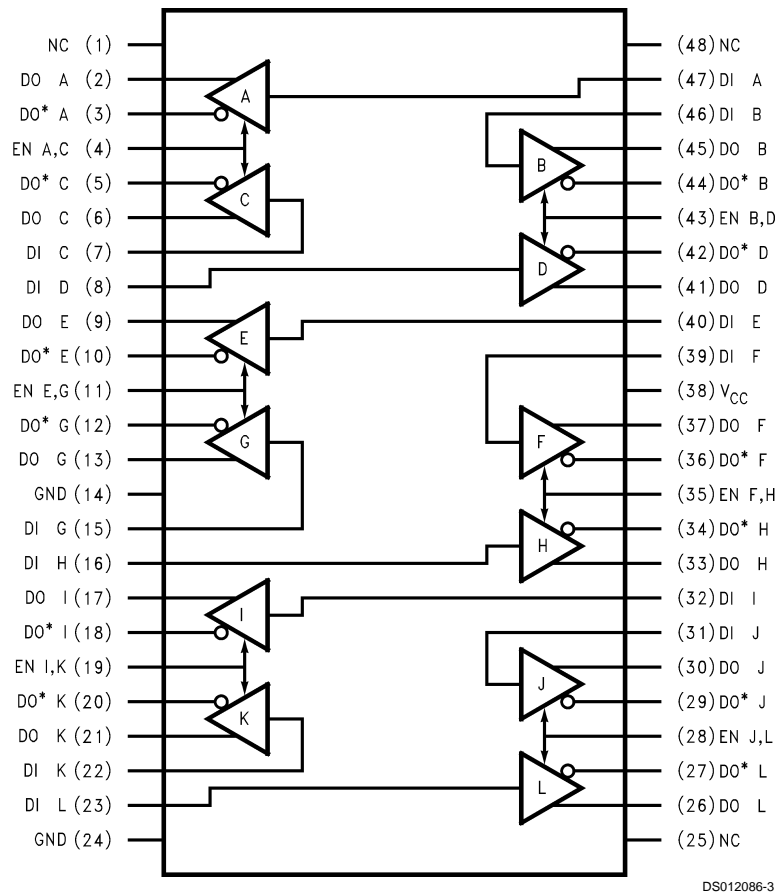 NC (1)
DO A (2)
DO* A (3)
EN A,C (4)
DO* C (5)
DO C (6)
DI C (7)
DI D (8)
DO E (9)
DO* E (10)
EN E,G (11)
DO* G (12)
DO G (13)
GND (14)
DI G (15)
DI H (16)
DO I (17)
DO* I (18)
EN I,K (19)
DO* K (20)
DO K (21)
DI K (22)
DI L (23)
GND (24)
A
C
E
G
I
K
B
D
F
H
J
L
(48) NC
(47) DI A
(46) DI B
(45) DO B
(44) DO* B
(43) EN B,D
(42) DO* D
(41) DO D
(40) DI E
(39) DI F
(38) VCC
(37) DO F
(36) DO* F
(35) EN F,H
(34) DO* H
(33) DO H
(32) DI I
(31) DI J
(30) DO J
(29) DO* J
(28) EN J,L
(27) DO* L
(26) DO L
(25) NC
DS012086-3